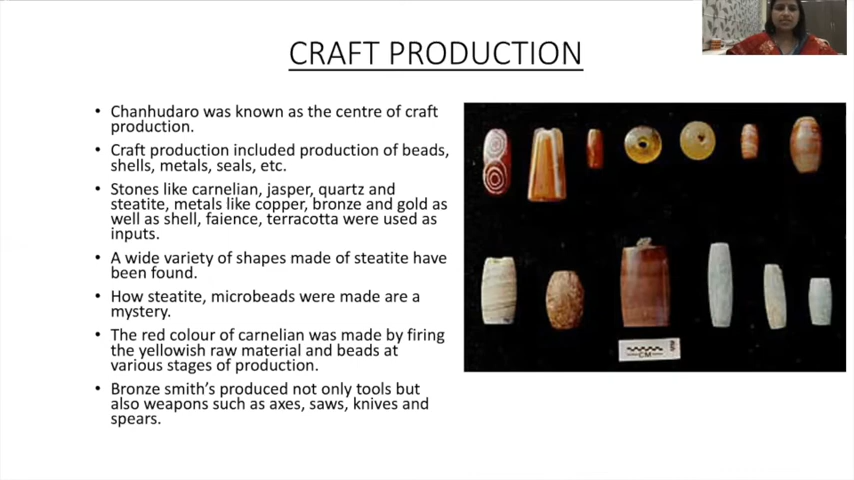 CRAFT PRODUCTION
• Chanhudaro was known as the centre of craft
production.
• Craft production included production of beads,
shells, metals, seals, etc.
• Stones like carnelian, jasper, quartz and
steatite, metals like copper, bronze and gold as
well as shell, faience, terracotta were used as
inputs.
• A wide variety of shapes made of steatite have
been found.
• How steatite, microbeads were made are a
mystery.
• The red colour of carnelian was made by firing
the yellowish raw material and beads at
various stages of production.
• Bronze smith's produced not only tools but
also weapons such as axes, saws, knives and
spears.
CM